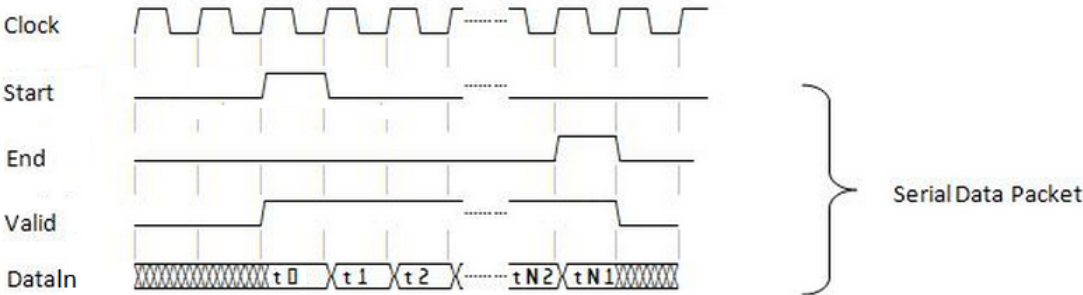 Clock
Start
End
Valid
DataIn t0 t1 t2 tN2 tN1
Serial Data Packet